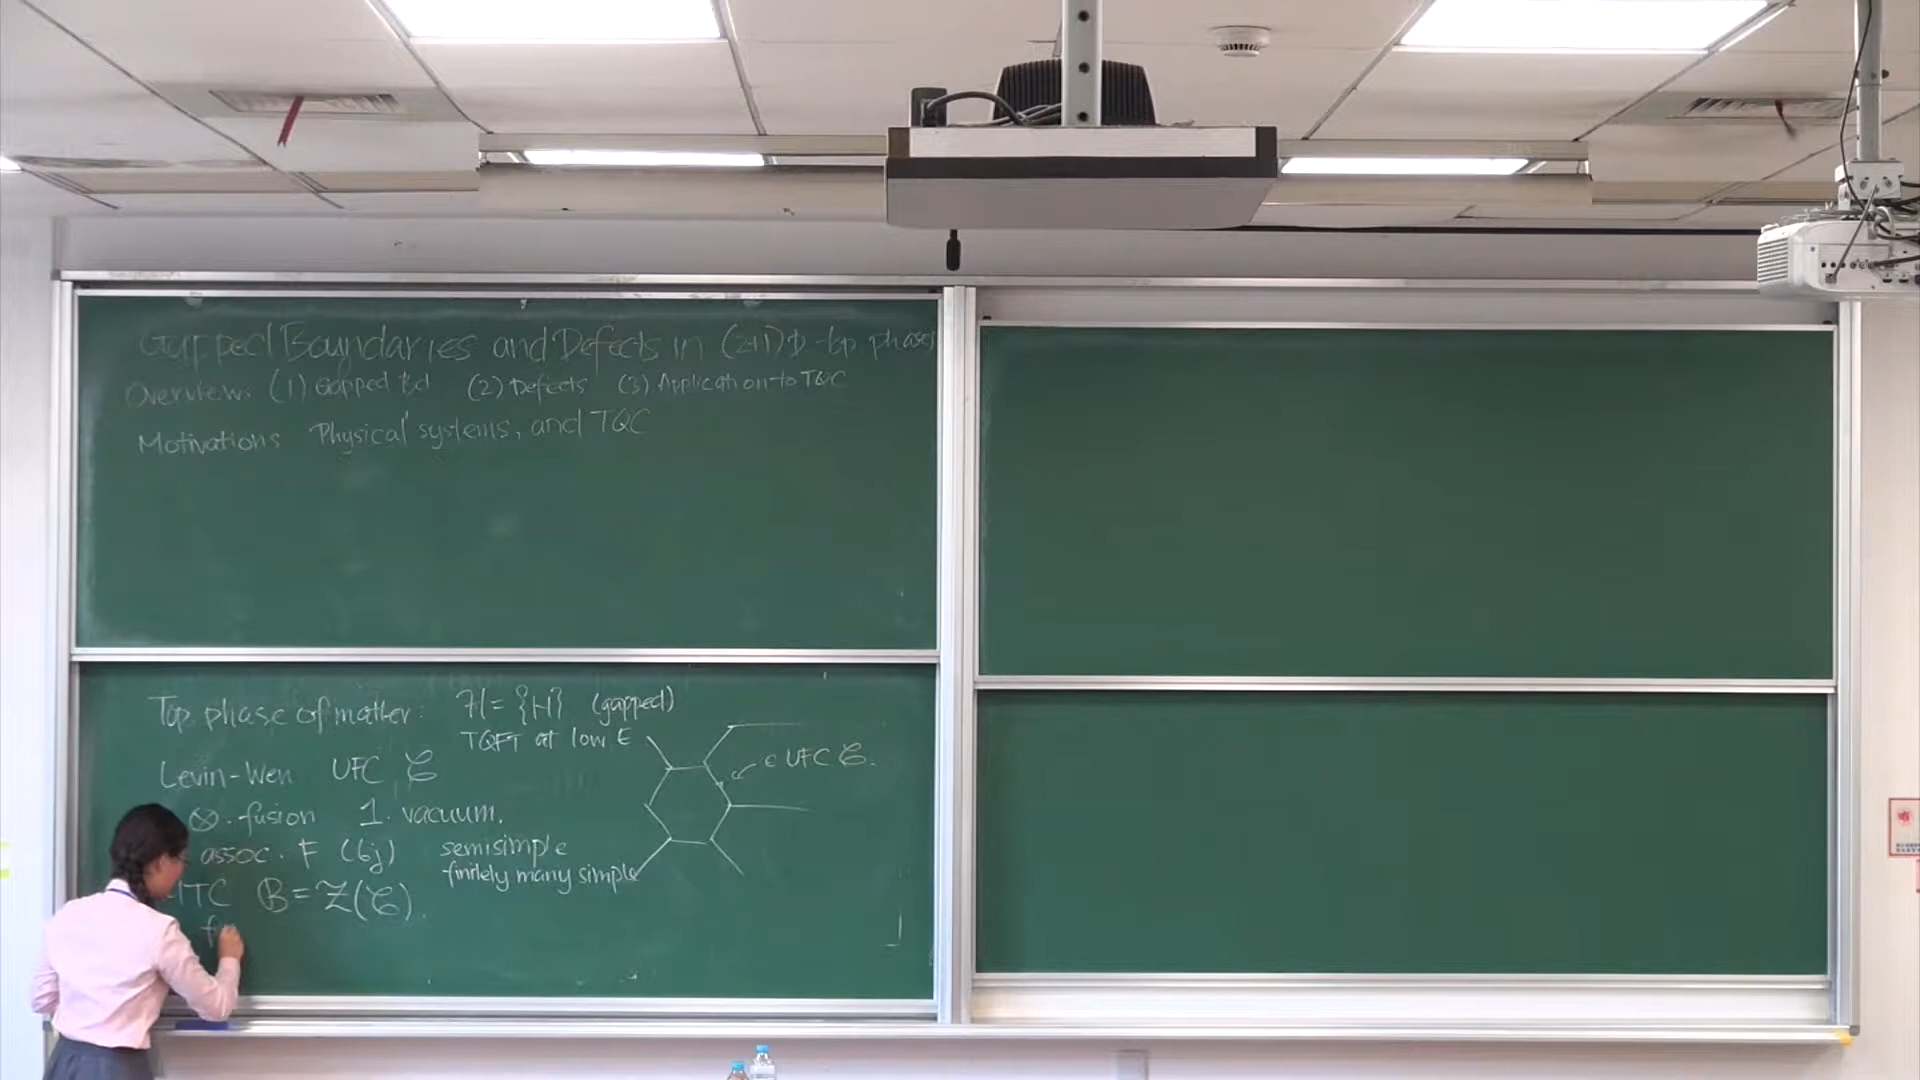 Gapped Boundaries and Defects in (2+1)D top phases
Overview: (1) Gapped Bd (2) Defects (3) Application to TQC
Motivations Physical systems, and TQC
Top phase of matter: H = {H} (gapped)
TQFT at low E
Levin-Wen UFC C
∈ UFC C.
⊗. fusion 1. vacuum.
assoc. F (6j) semisimple
finitely many simple
MTC B = Z(C).